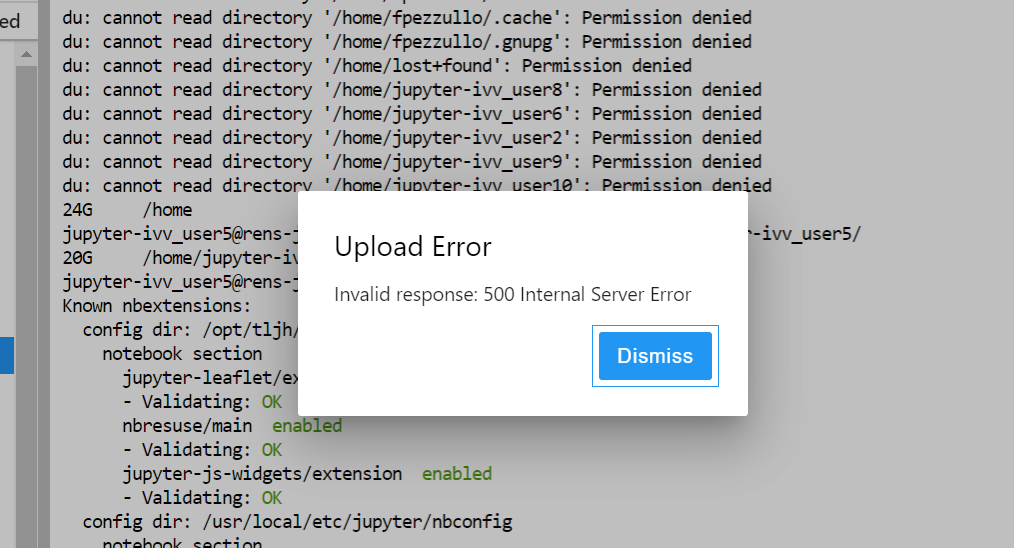 ed
du: cannot read directory '/home/fpezzullo/.cache': Permission denied
du: cannot read directory '/home/fpezzullo/.gnupg': Permission denied
du: cannot read directory '/home/lost+found': Permission denied
du: cannot read directory '/home/jupyter-ivv_user8': Permission denied
du: cannot read directory '/home/jupyter-ivv_user6': Permission denied
du: cannot read directory '/home/jupyter-ivv_user2': Permission denied
du: cannot read directory '/home/jupyter-ivv_user9': Permission denied
du: cannot read directory '/home/jupyter-ivv_user10': Permission denied
24G /home
jupyter-ivv_user5@rens-j r-ivv_user5/
20G /home/jupyter-iv
jupyter-ivv_user5@rens-j
Known nbextensions:
config dir: /opt/tljh/
notebook section
jupyter-leaflet/ex
- Validating: OK
nbresuse/main enabled
- Validating: OK
jupyter-js-widgets/extension enabled
- Validating: OK
config dir: /usr/local/etc/jupyter/nbconfig
notebook section
Upload Error
Invalid response: 500 Internal Server Error
Dismiss